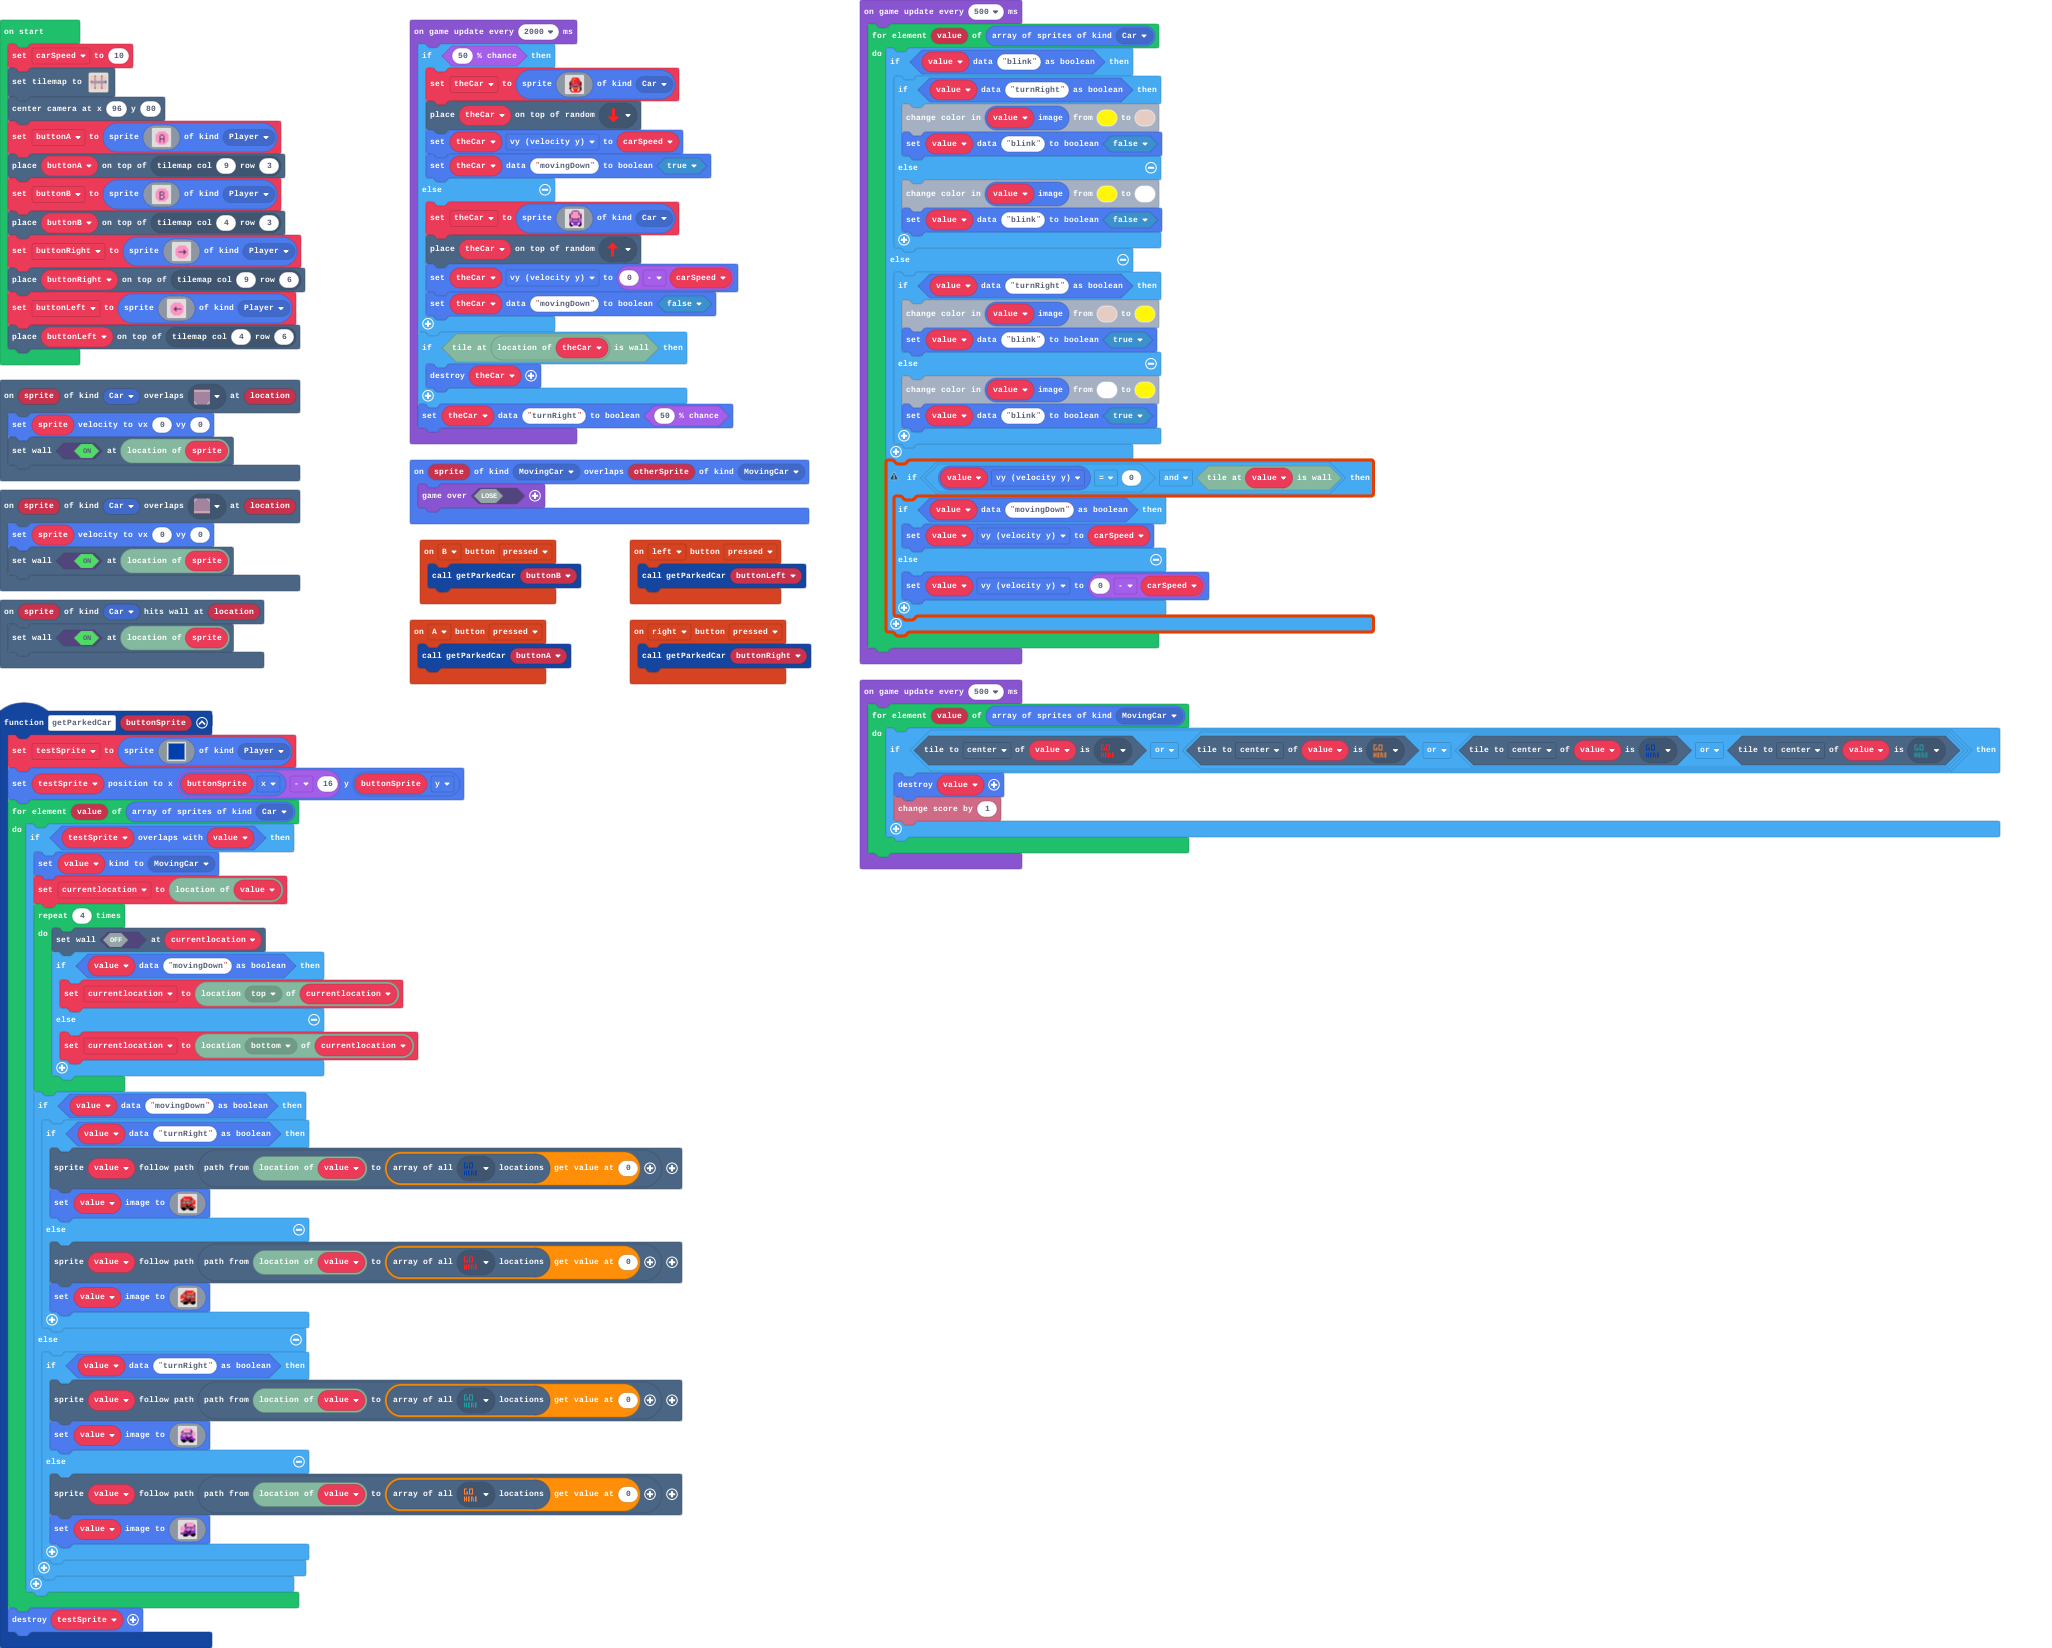 on start
set carSpeed to 10
set tilemap to
center camera at x 96 y 80
set buttonA to sprite A of kind Player
place buttonA on top of tilemap col 9 row 3
set buttonB to sprite B of kind Player
place buttonB on top of tilemap col 4 row 3
set buttonRight to sprite of kind Player
place buttonRight on top of tilemap col 9 row 6
set buttonLeft to sprite of kind Player
place buttonLeft on top of tilemap col 4 row 6
on sprite of kind Car overlaps at location
set sprite velocity to vx 0 vy 0
set wall ON at location of sprite
on sprite of kind Car overlaps at location
set sprite velocity to vx 0 vy 0
set wall ON at location of sprite
on sprite of kind Car hits wall at location
set wall ON at location of sprite
function getParkedCar buttonSprite
set testSprite to sprite of kind Player
set testSprite position to x buttonSprite x - 16 y buttonSprite y
for element value of array of sprites of kind Car
do
if testSprite overlaps with value then
set value kind to MovingCar
set currentlocation to location of value
repeat 4 times
do
set wall OFF at currentlocation
if value data "movingDown" as boolean then
set currentlocation to location top of currentlocation
else
set currentlocation to location bottom of currentlocation
if value data "movingDown" as boolean then
if value data "turnRight" as boolean then
sprite value follow path path from location of value to array of all GO HERE locations get value at 0
set value image to
else
sprite value follow path path from location of value to array of all GO HERE locations get value at 0
set value image to
else
if value data "turnRight" as boolean then
sprite value follow path path from location of value to array of all GO HERE locations get value at 0
set value image to
else
sprite value follow path path from location of value to array of all GO HERE locations get value at 0
set value image to
destroy testSprite
on game update every 2000 ms
if 50 % chance then
set theCar to sprite of kind Car
place theCar on top of random
set theCar vy (velocity y) to carSpeed
set theCar data "movingDown" to boolean true
else
set theCar to sprite of kind Car
place theCar on top of random
set theCar vy (velocity y) to 0 - carSpeed
set theCar data "movingDown" to boolean false
if tile at location of theCar is wall then
destroy theCar
set theCar data "turnRight" to boolean 50 % chance
on sprite of kind MovingCar overlaps otherSprite of kind MovingCar
game over LOSE
on B button pressed
call getParkedCar buttonB
on left button pressed
call getParkedCar buttonLeft
on A button pressed
call getParkedCar buttonA
on right button pressed
call getParkedCar buttonRight
on game update every 500 ms
for element value of array of sprites of kind Car
do
if value data "blink" as boolean then
if value data "turnRight" as boolean then
change color in value image from to
set value data "blink" to boolean false
else
change color in value image from to
set value data "blink" to boolean false
else
if value data "turnRight" as boolean then
change color in value image from to
set value data "blink" to boolean true
else
change color in value image from to
set value data "blink" to boolean true
if value vy (velocity y) = 0 and tile at value is wall then
if value data "movingDown" as boolean then
set value vy (velocity y) to carSpeed
else
set value vy (velocity y) to 0 - carSpeed
on game update every 500 ms
for element value of array of sprites of kind MovingCar
do
if tile to center of value is GO HERE or tile to center of value is GO HERE or tile to center of value is GO HERE or tile to center of value is GO HERE then
destroy value
change score by 1